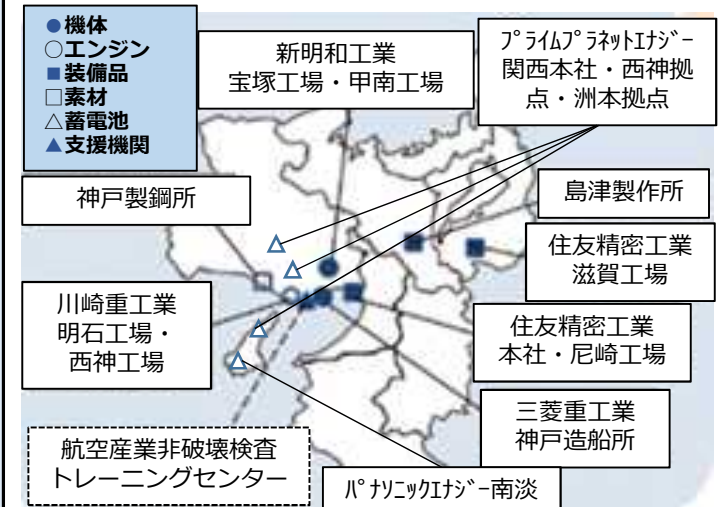 ●機体
○エンジン
■装備品
□素材
△蓄電池
▲支援機関
新明和工業
宝塚工場・甲南工場
ﾌﾟﾗｲﾑﾌﾟﾗﾈｯﾄｴﾅｼﾞｰ
関西本社・西神拠
点・洲本拠点
神戸製鋼所
島津製作所
住友精密工業
滋賀工場
川崎重工業
明石工場・
西神工場
住友精密工業
本社・尼崎工場
三菱重工業
神戸造船所
航空産業非破壊検査
トレーニングセンター
ﾊﾟﾅｿﾆｯｸｴﾅｼﾞｰ南淡